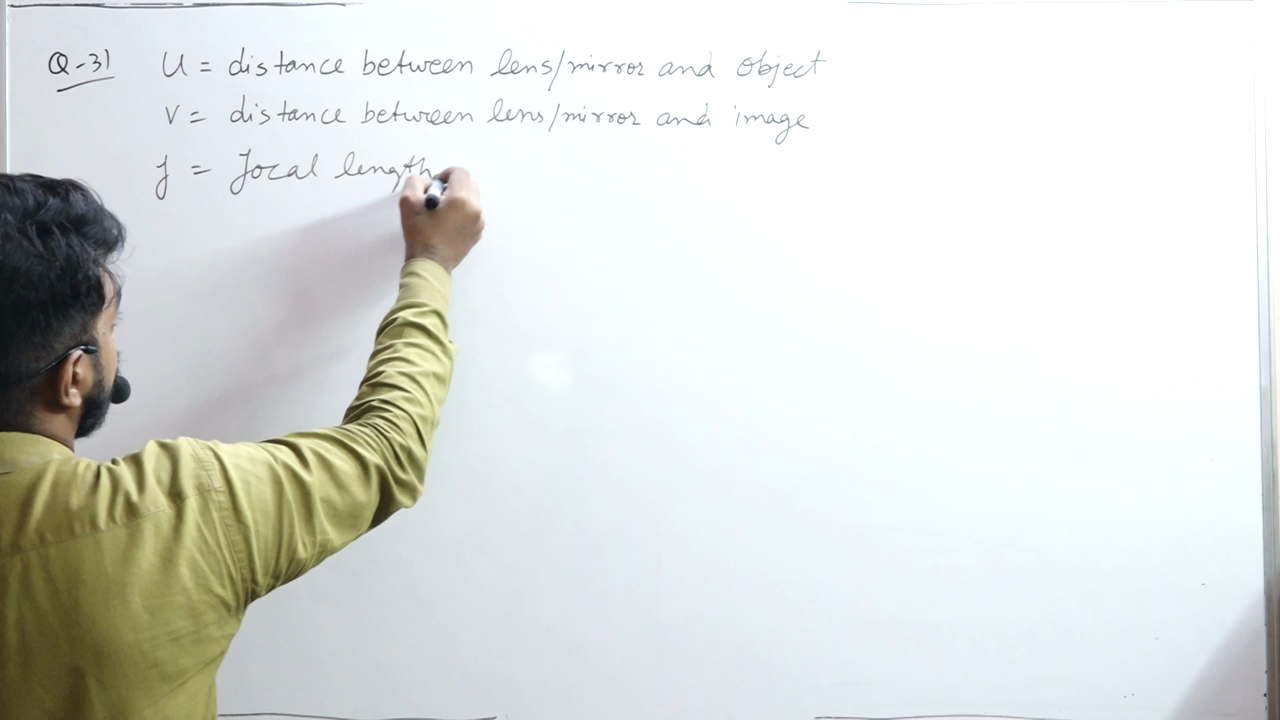 Q-31 U = distance between lens/mirror and object
V = distance between lens/mirror and image
f = focal length